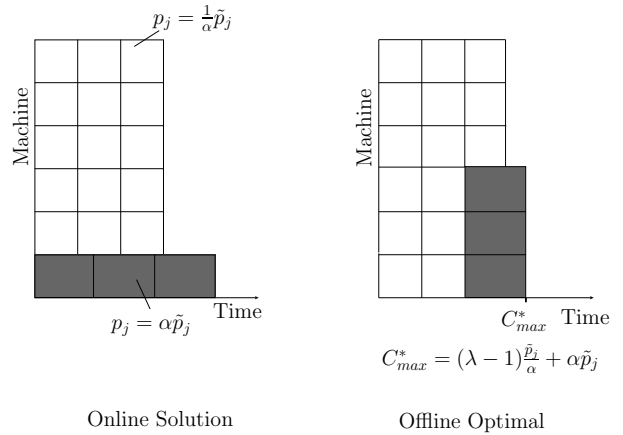 p_j = \frac{1}{\alpha}\tilde{p}_j
Machine
Machine
Time
p_j = \alpha\tilde{p}_j
C^*_{max}
Time
C^*_{max} = (\lambda - 1)\frac{\tilde{p}_j}{\alpha} + \alpha\tilde{p}_j
Online Solution
Offline Optimal